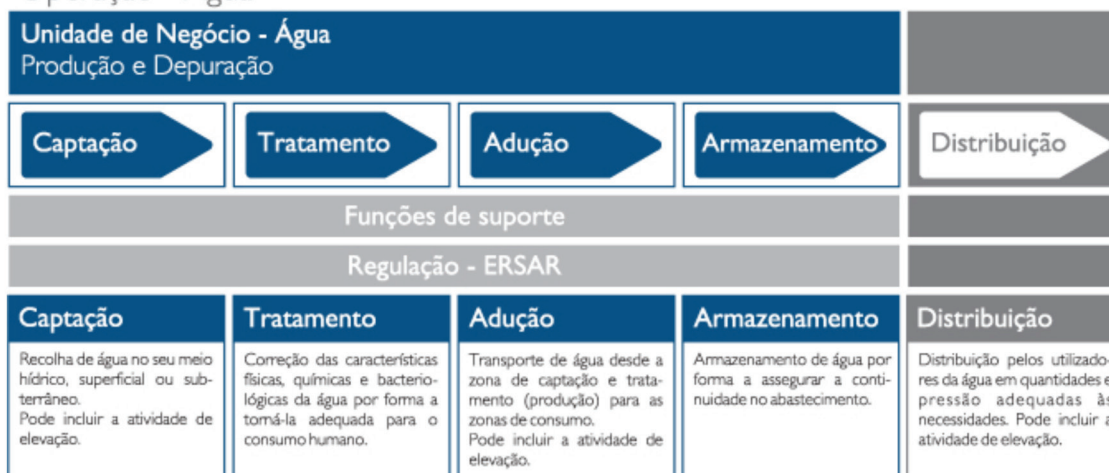 Unidade de Negócio - Água
Produção e Depuração
Captação
Tratamento
Adução
Armazenamento
Distribuição
Funções de suporte
Regulação - ERSAR
Captação
Recolha de água no seu meio
hídrico, superficial ou sub-
terrâneo.
Pode incluir a atividade de
elevação.
Tratamento
Correção das características
físicas, químicas e bacterio-
lógicas da água por forma a
torná-la adequada para o
consumo humano.
Adução
Transporte de água desde a
zona de captação e trata-
mento (produção) para as
zonas de consumo.
Pode incluir a atividade de
elevação.
Armazenamento
Armazenamento de água por
forma a assegurar a conti-
nuidade no abastecimento.
Distribuição
Distribuição pelos utilizado-
res da água em quantidades e
pressão adequadas às
necessidades. Pode incluir a
atividade de elevação.